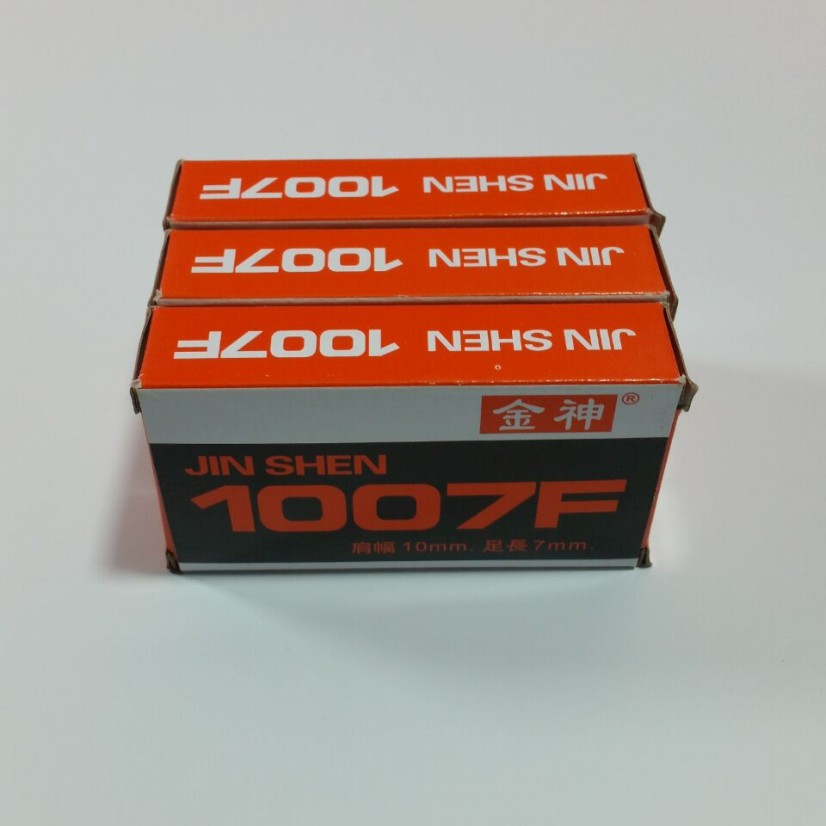 JIN SHEN 1007F
JIN SHEN 1007F
JIN SHEN 1007F
金神®
JIN SHEN
1007F
肩幅 10mm. 足長 7mm.